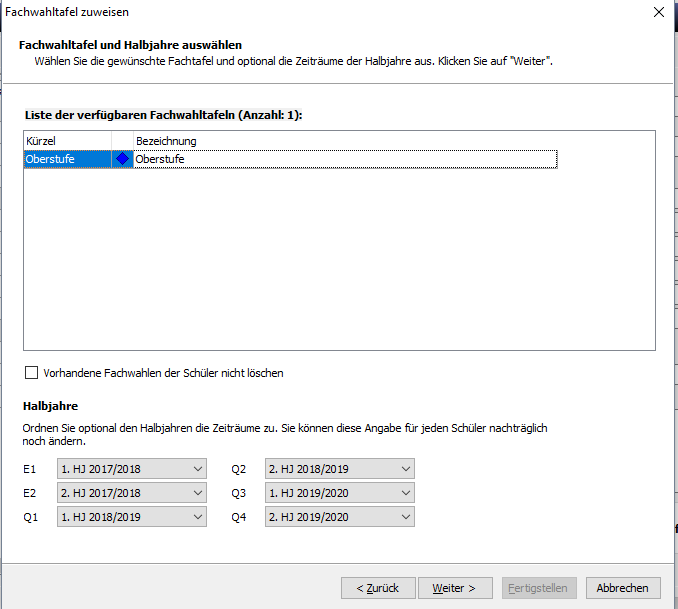 Fachwahltafel zuweisen
Fachwahltafel und Halbjahre auswählen
Wählen Sie die gewünschte Fachtafel und optional die Zeiträume der Halbjahre aus. Klicken Sie auf "Weiter".
Liste der verfügbaren Fachwahltafeln (Anzahl: 1):
Kürzel Bezeichnung
Oberstufe Oberstufe
Vorhandene Fachwahlen der Schüler nicht löschen
Halbjahre
Ordnen Sie optional den Halbjahren die Zeiträume zu. Sie können diese Angabe für jeden Schüler nachträglich
noch ändern.
E1 1. HJ 2017/2018 Q2 2. HJ 2018/2019
E2 2. HJ 2017/2018 Q3 1. HJ 2019/2020
Q1 1. HJ 2018/2019 Q4 2. HJ 2019/2020
< Zurück Weiter > Fertigstellen Abbrechen